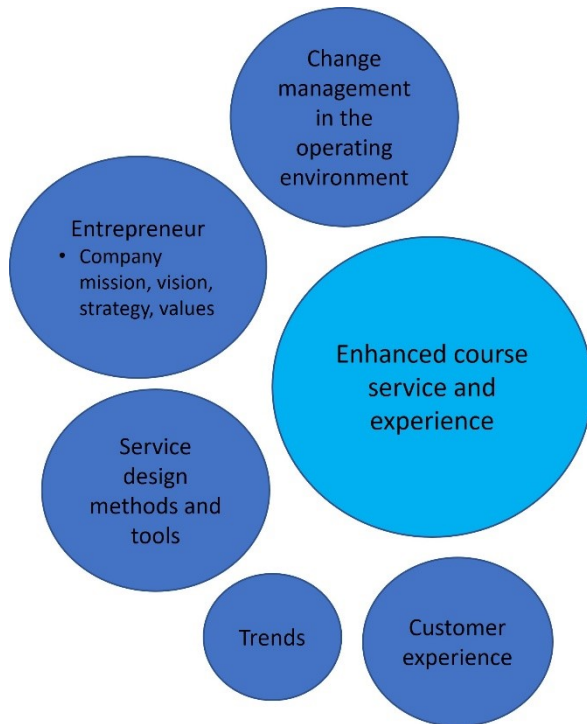 Change
management
in the
operating
environment
Entrepreneur
• Company
mission, vision,
strategy, values
Enhanced course
service and
experience
Service
design
methods and
tools
Trends
Customer
experience